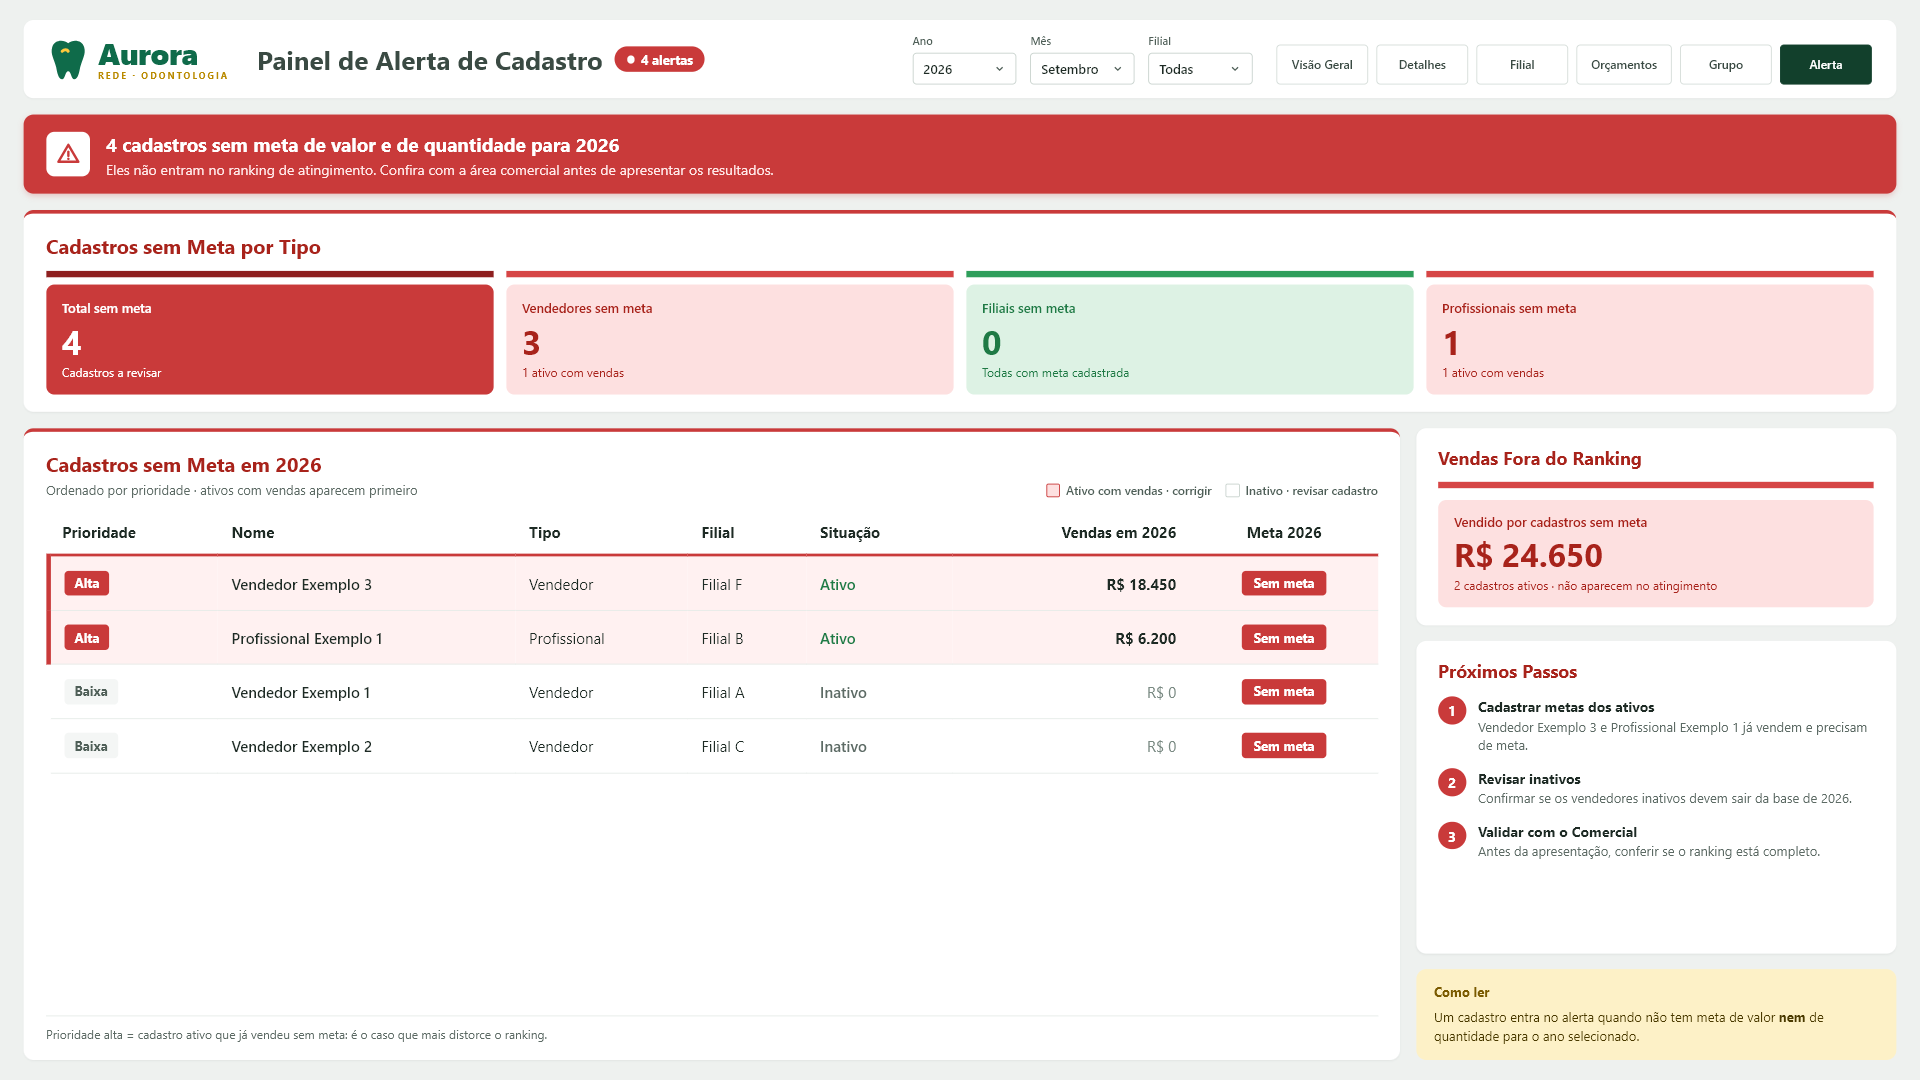 Aurora
REDE · ODONTOLOGIA
Painel de Alerta de Cadastro
4 alertas
Ano
2026
Mês
Setembro
Filial
Todas
Visão Geral
Detalhes
Filial
Orçamentos
Grupo
Alerta
4 cadastros sem meta de valor e de quantidade para 2026
Eles não entram no ranking de atingimento. Confira com a área comercial antes de apresentar os resultados.
Cadastros sem Meta por Tipo
Total sem meta
4
Cadastros a revisar
Vendedores sem meta
3
1 ativo com vendas
Filiais sem meta
0
Todas com meta cadastrada
Profissionais sem meta
1
1 ativo com vendas
Cadastros sem Meta em 2026
Ordenado por prioridade · ativos com vendas aparecem primeiro
Ativo com vendas · corrigir
Inativo · revisar cadastro
Prioridade Nome Tipo Filial Situação Vendas em 2026 Meta 2026
Alta Vendedor Exemplo 3 Vendedor Filial F Ativo R$ 18.450 Sem meta
Alta Profissional Exemplo 1 Profissional Filial B Ativo R$ 6.200 Sem meta
Baixa Vendedor Exemplo 1 Vendedor Filial A Inativo R$ 0 Sem meta
Baixa Vendedor Exemplo 2 Vendedor Filial C Inativo R$ 0 Sem meta
Prioridade alta = cadastro ativo que já vendeu sem meta: é o caso que mais distorce o ranking.
Vendas Fora do Ranking
Vendido por cadastros sem meta
R$ 24.650
2 cadastros ativos · não aparecem no atingimento
Próximos Passos
1
Cadastrar metas dos ativos
Vendedor Exemplo 3 e Profissional Exemplo 1 já vendem e precisam
de meta.
2
Revisar inativos
Confirmar se os vendedores inativos devem sair da base de 2026.
3
Validar com o Comercial
Antes da apresentação, conferir se o ranking está completo.
Como ler
Um cadastro entra no alerta quando não tem meta de valor nem de
quantidade para o ano selecionado.